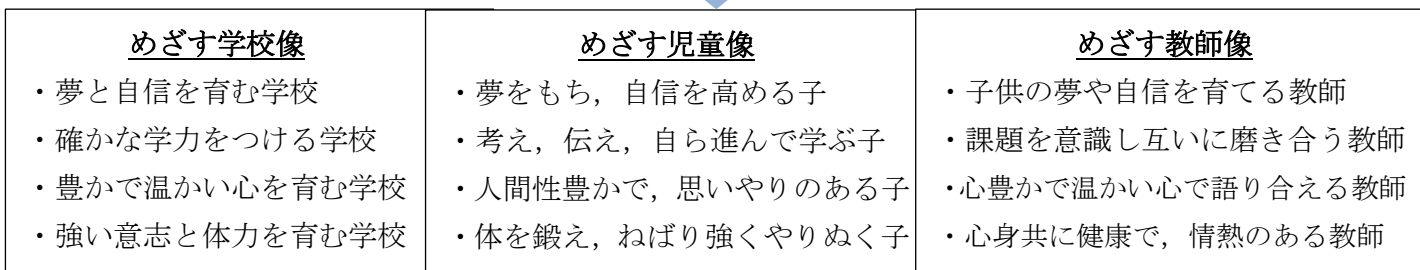 めざす学校像
・夢と自信を育む学校
・確かな学力をつける学校
・豊かで温かい心を育む学校
・強い意志と体力を育む学校
めざす児童像
・夢をもち，自信を高める子
・考え，伝え，自ら進んで学ぶ子
・人間性豊かで，思いやりのある子
・体を鍛え，ねばり強くやりぬく子
めざす教師像
・子供の夢や自信を育てる教師
・課題を意識し互いに磨き合う教師
・心豊かで温かい心で語り合える教師
・心身共に健康で，情熱のある教師